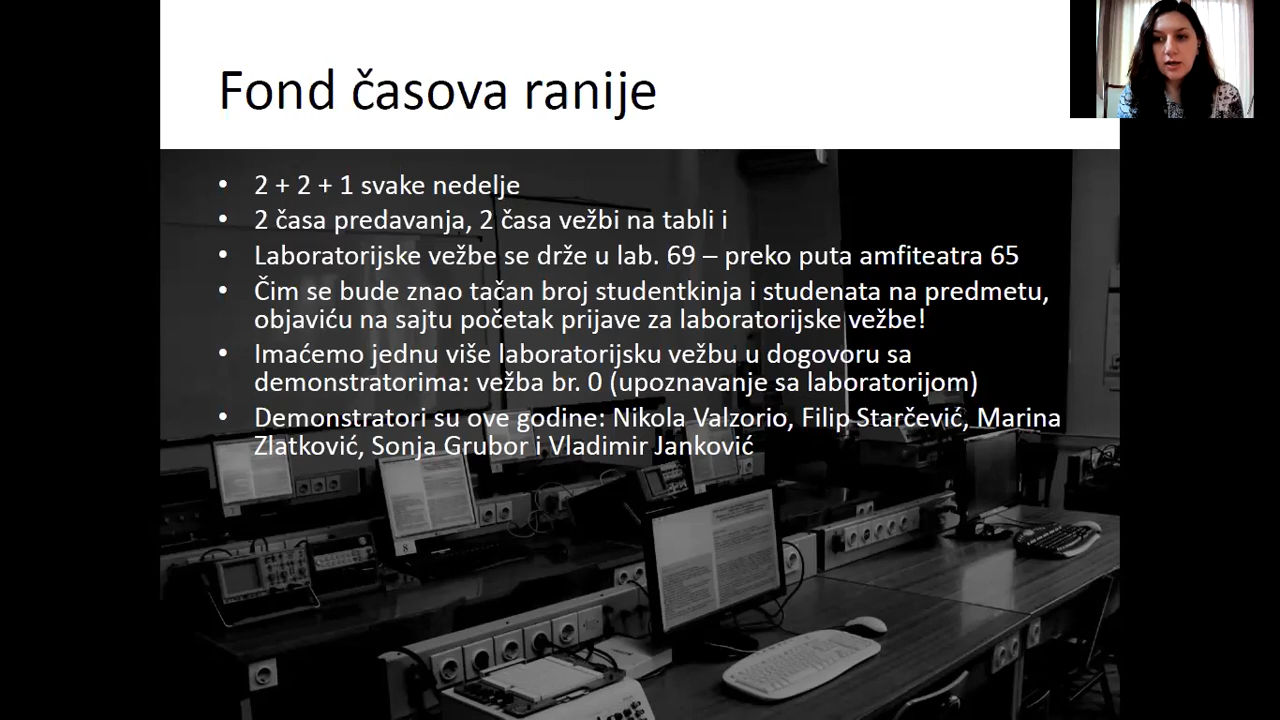 Fond časova ranije
• 2 + 2 + 1 svake nedelje
• 2 časa predavanja, 2 časa vežbi na tabli i
• Laboratorijske vežbe se drže u lab. 69 – preko puta amfiteatra 65
• Čim se bude znao tačan broj studentkinja i studenata na predmetu,
objaviću na sajtu početak prijave za laboratorijske vežbe!
• Imaćemo jednu više laboratorijsku vežbu u dogovoru sa
demonstratorima: vežba br. 0 (upoznavanje sa laboratorijom)
• Demonstratori su ove godine: Nikola Valzorio, Filip Starčević, Marina
Zlatković, Sonja Grubor i Vladimir Janković
8